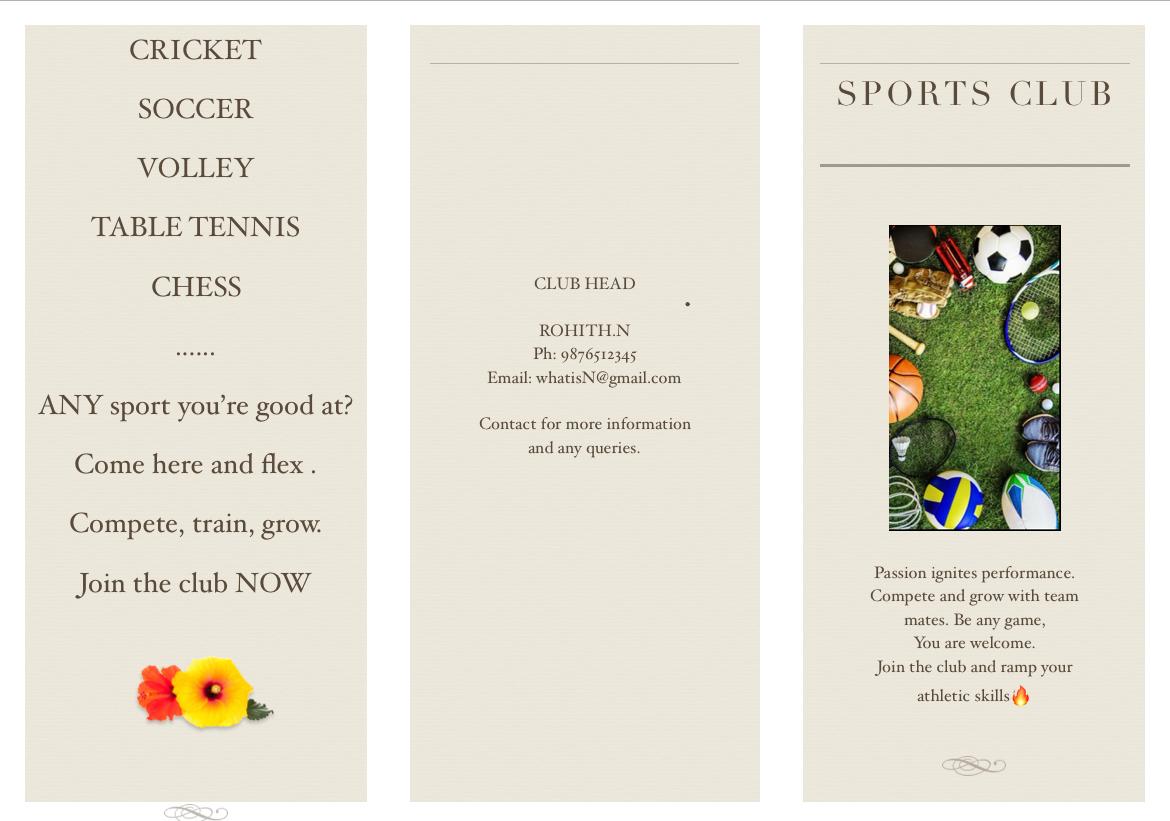 CRICKET
SOCCER
VOLLEY
TABLE TENNIS
CHESS
......
ANY sport you’re good at?
Come here and flex .
Compete, train, grow.
Join the club NOW
CLUB HEAD
.
ROHITH.N
Ph: 9876512345
Email: whatisN@gmail.com
Contact for more information
and any queries.
SPORTS CLUB
Passion ignites performance.
Compete and grow with team
mates. Be any game,
You are welcome.
Join the club and ramp your
athletic skills🔥